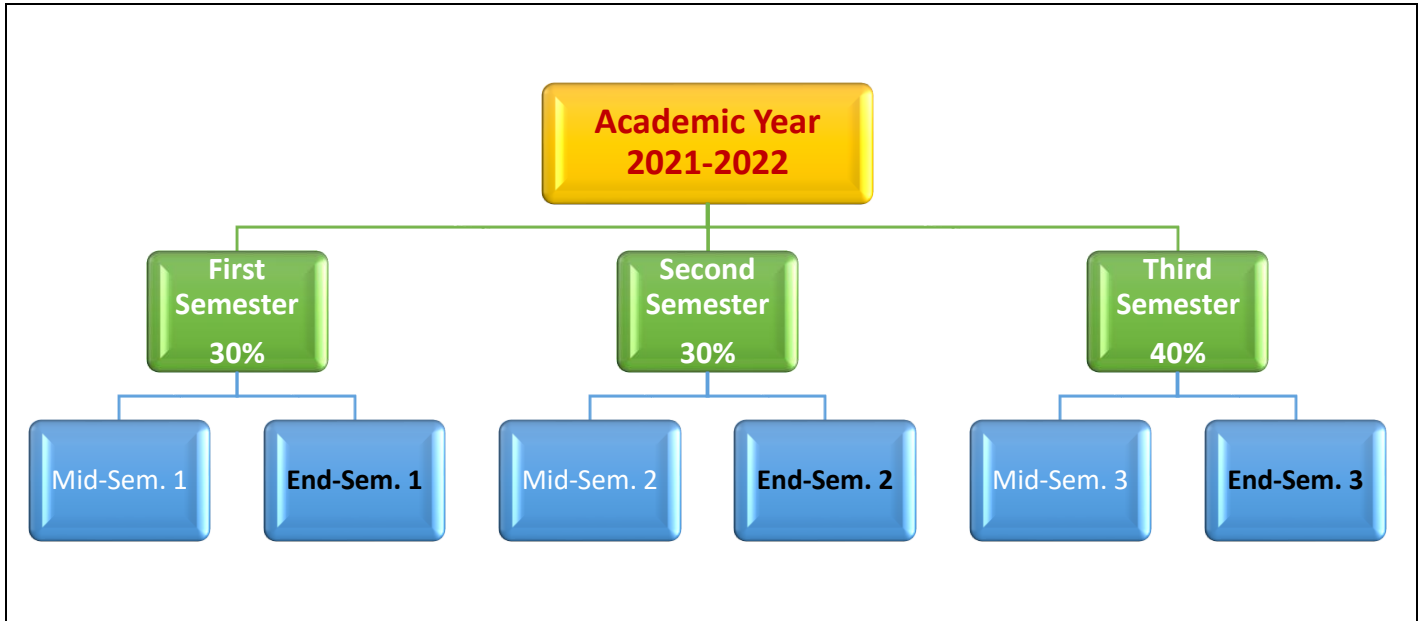 Academic Year
2021-2022
First
Semester
30%
Second
Semester
30%
Third
Semester
40%
Mid-Sem. 1
End-Sem. 1
Mid-Sem. 2
End-Sem. 2
Mid-Sem. 3
End-Sem. 3